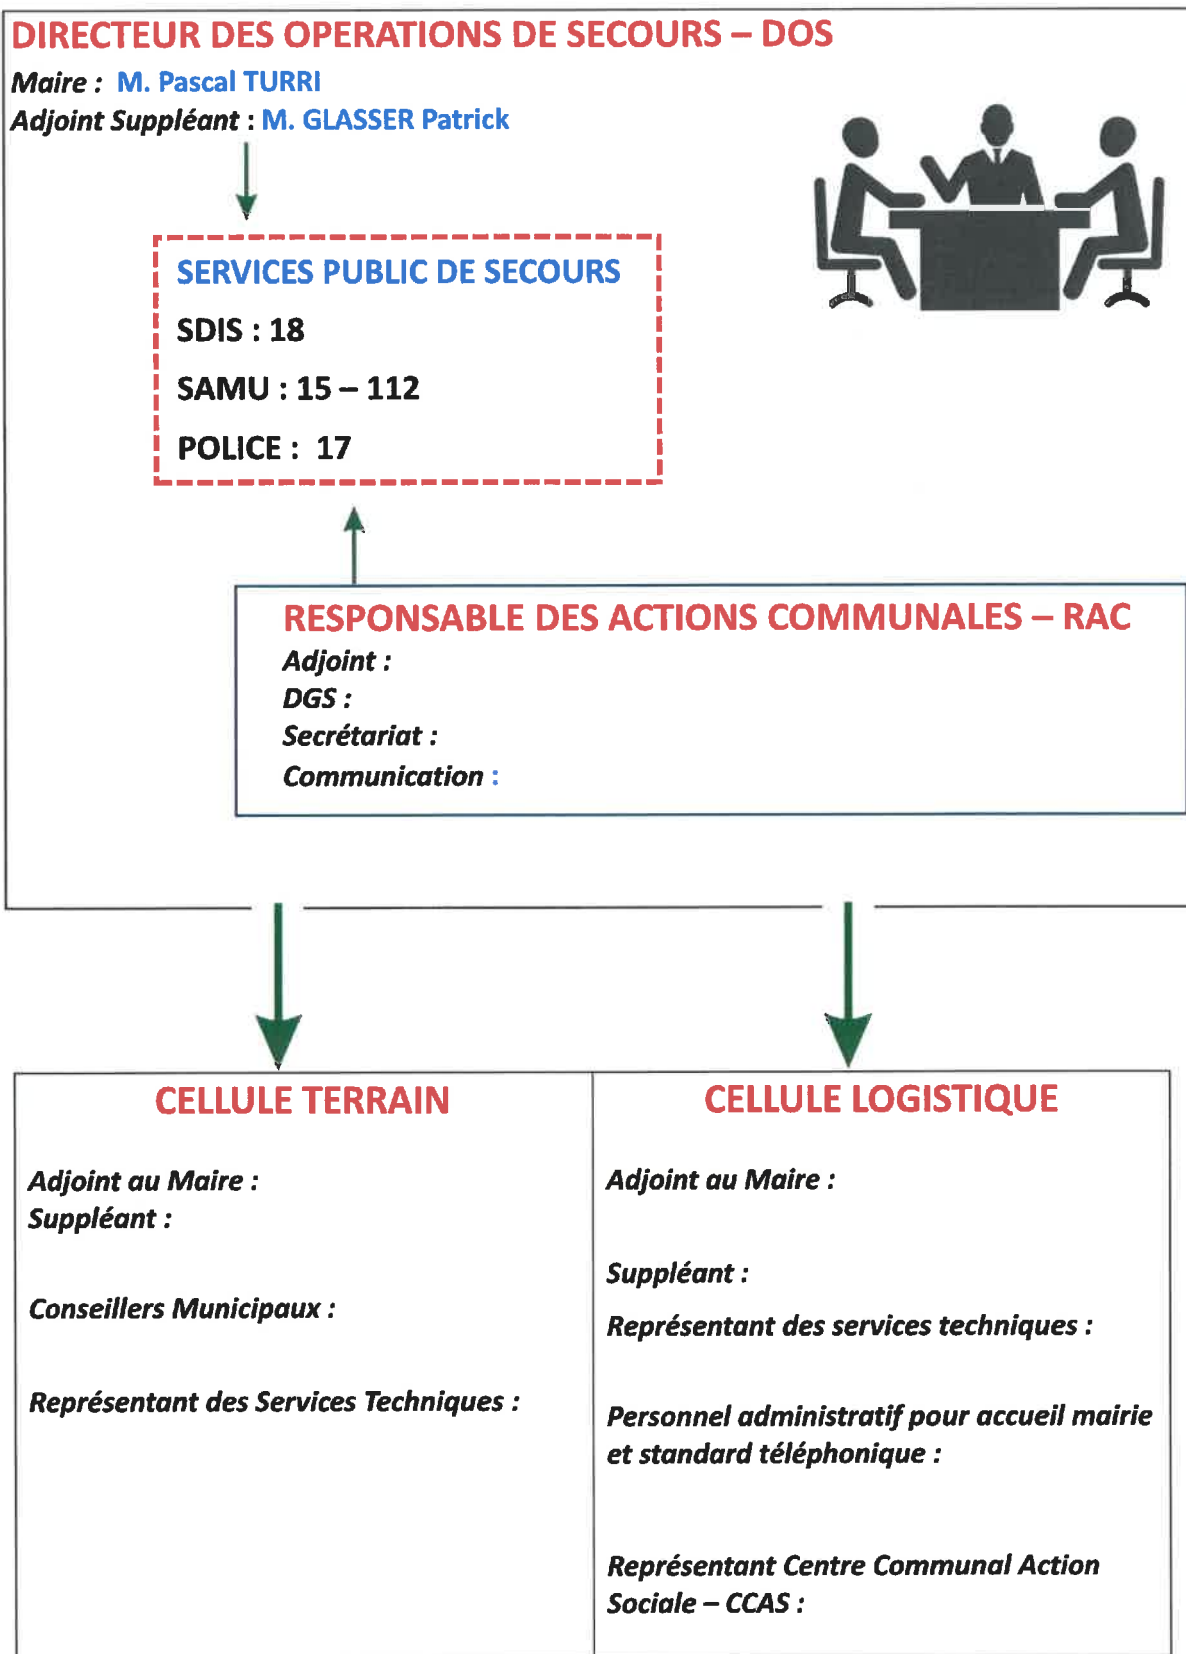 DIRECTEUR DES OPERATIONS DE SECOURS – DOS
Maire : M. Pascal TURRI
Adjoint Suppléant : M. GLASSER Patrick
SERVICES PUBLIC DE SECOURS
SDIS : 18
SAMU : 15 – 112
POLICE : 17
RESPONSABLE DES ACTIONS COMMUNALES – RAC
Adjoint :
DGS :
Secrétariat :
Communication :
CELLULE TERRAIN
Adjoint au Maire :
Suppléant :
Conseillers Municipaux :
Représentant des Services Techniques :
CELLULE LOGISTIQUE
Adjoint au Maire :
Suppléant :
Représentant des services techniques :
Personnel administratif pour accueil mairie
et standard téléphonique :
Représentant Centre Communal Action
Sociale – CCAS :